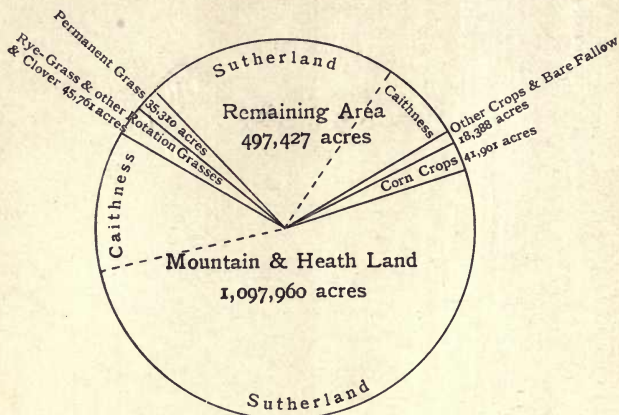 Permanent Grass 35,310 acres
Rye-Grass & other Rotation Grasses
& Clover 45,761 acres
Sutherland
Remaining Area
497,427 acres
Caithness
Other Crops & Bare Fallow
18,388 acres
Corn Crops 41,901 acres
Caithness
Mountain & Heath Land
1,097,960 acres
Sutherland